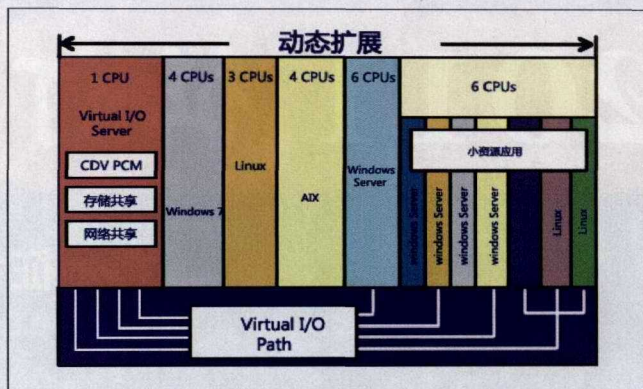 动态扩展
1 CPU
Virtual I/O
Server
CDV PCM
存储共享
网络共享
4 CPUs
Windows 7
3 CPUs
Linux
4 CPUs
AIX
6 CPUs
Windows
Server
6 CPUs
小资源应用
windows Server
windows Server
windows Server
windows Server
Linux
Linux
Virtual I/O
Path